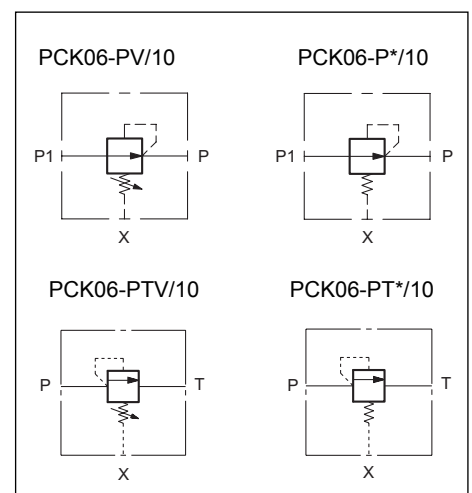 PCK06-PV/10 PCK06-P*/10
P1 P P1 P
X X
PCK06-PTV/10 PCK06-PT*/10
P T P T
X X